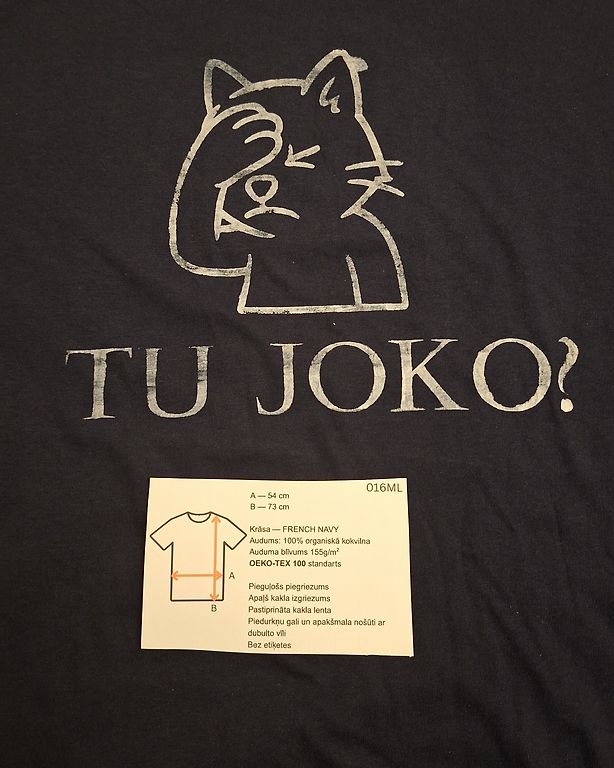 TU JOKO?
016ML
A — 54 cm
B — 73 cm
Krāsa — FRENCH NAVY
Audums: 100% organiskā kokvilna
Auduma blīvums 155g/m²
OEKO-TEX 100 standarts
A
B
Pieguļošs piegriezums
Apaļš kakla izgriezums
Pastiprināta kakla lenta
Piedurkņu gali un apakšmala nošūti ar
dubulto vīli
Bez etiķetes